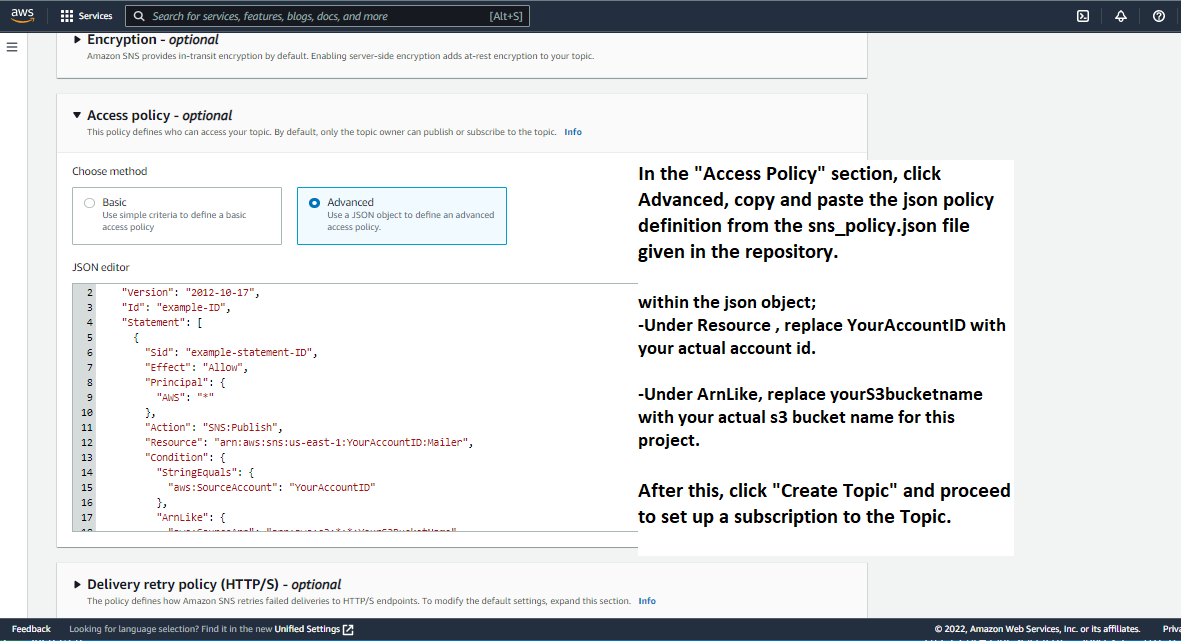 aws
Services
Search for services, features, blogs, docs, and more
[Alt+S]
Encryption - optional
Amazon SNS provides in-transit encryption by default. Enabling server-side encryption adds at-rest encryption to your topic.
Access policy - optional
This policy defines who can access your topic. By default, only the topic owner can publish or subscribe to the topic. Info
Choose method
Basic
Use simple criteria to define a basic
access policy
Advanced
Use a JSON object to define an advanced
access policy.
JSON editor
2 "Version": "2012-10-17",
3 "Id": "example-ID",
4 "Statement": [
5 {
6 "Sid": "example-statement-ID",
7 "Effect": "Allow",
8 "Principal": {
9 "AWS": "*"
10 },
11 "Action": "SNS:Publish",
12 "Resource": "arn:aws:sns:us-east-1:YourAccountID:Mailer",
13 "Condition": {
14 "StringEquals": {
15 "aws:SourceAccount": "YourAccountID"
16 },
17 "ArnLike": {
In the "Access Policy" section, click
Advanced, copy and paste the json policy
definition from the sns_policy.json file
given in the repository.
within the json object;
-Under Resource , replace YourAccountID with
your actual account id.
-Under ArnLike, replace yourS3bucketname
with your actual s3 bucket name for this
project.
After this, click "Create Topic" and proceed
to set up a subscription to the Topic.
Delivery retry policy (HTTP/S) - optional
The policy defines how Amazon SNS retries failed deliveries to HTTP/S endpoints. To modify the default settings, expand this section. Info
Feedback
Looking for language selection? Find it in the new Unified Settings
© 2022, Amazon Web Services, Inc. or its affiliates.
Priva